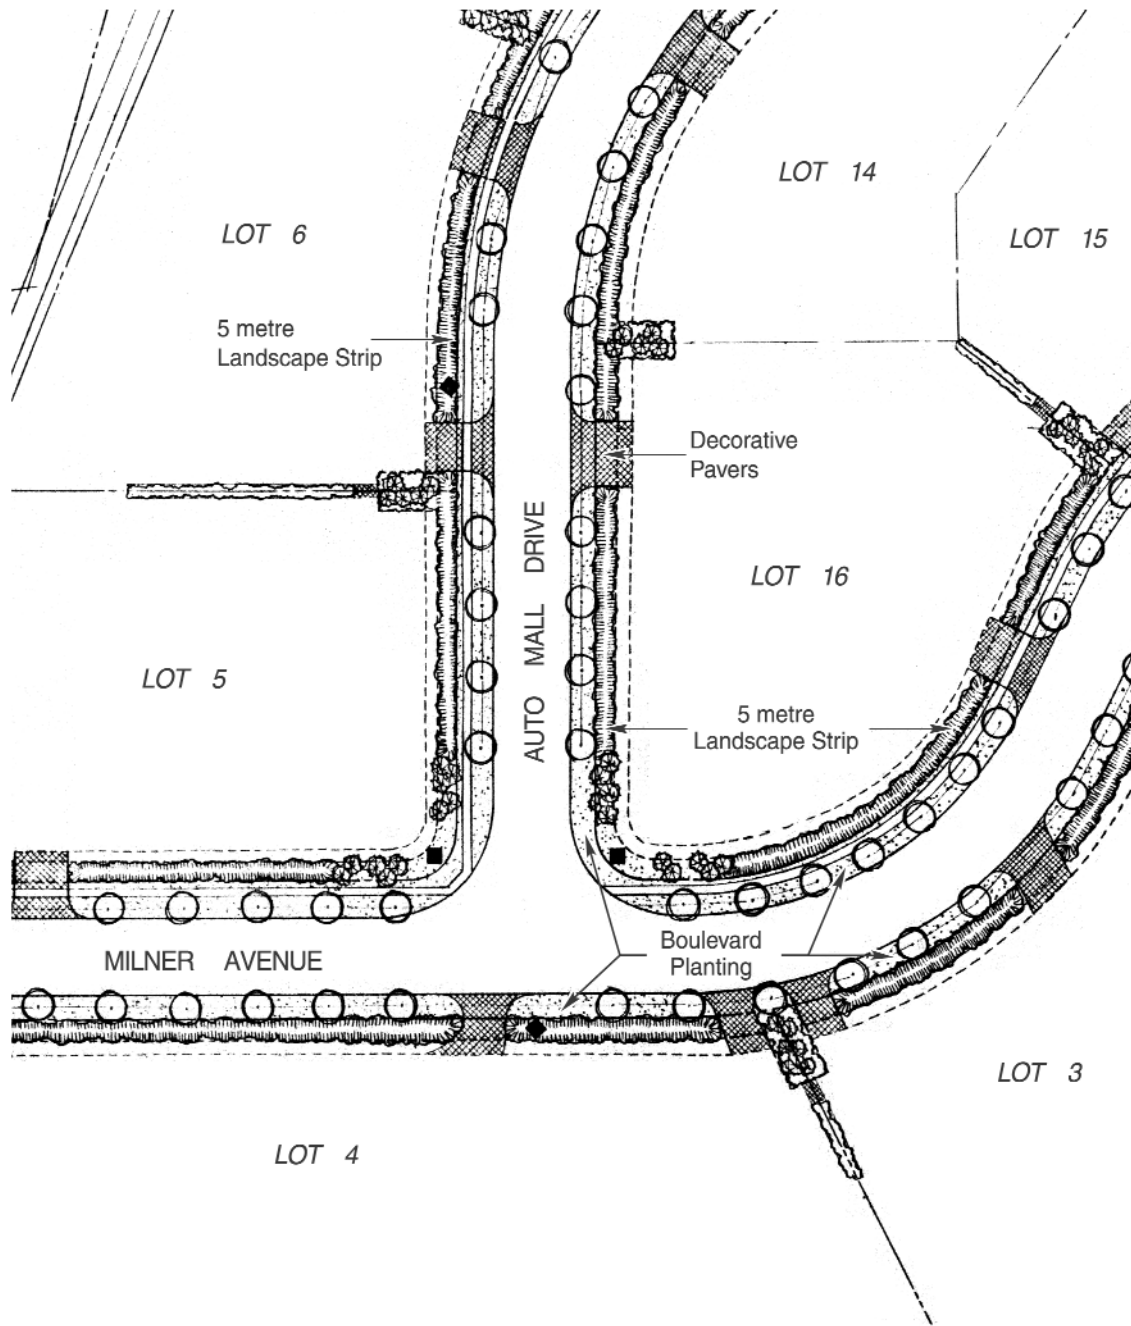 LOT 14
LOT 6
LOT 15
5 metre
Landscape Strip
Decorative
Pavers
AUTO MALL DRIVE
LOT 16
LOT 5
5 metre
Landscape Strip
Boulevard
Planting
MILNER AVENUE
LOT 3
LOT 4